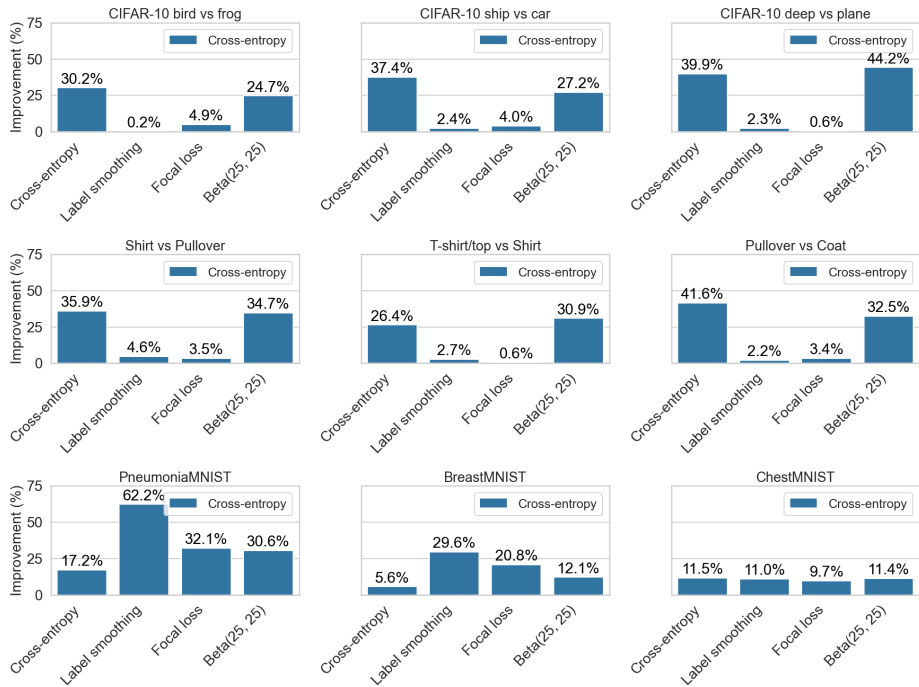 CIFAR-10 bird vs frog
Improvement (%)
75
50
25
0
Cross-entropy
30.2%
0.2%
4.9%
24.7%
Cross-entropy
Label smoothing
Focal loss
Beta(25, 25)
CIFAR-10 ship vs car
Cross-entropy
37.4%
2.4%
4.0%
27.2%
Cross-entropy
Label smoothing
Focal loss
Beta(25, 25)
CIFAR-10 deep vs plane
Cross-entropy
39.9%
2.3%
0.6%
44.2%
Cross-entropy
Label smoothing
Focal loss
Beta(25, 25)
Shirt vs Pullover
Improvement (%)
75
50
25
0
Cross-entropy
35.9%
4.6%
3.5%
34.7%
Cross-entropy
Label smoothing
Focal loss
Beta(25, 25)
T-shirt/top vs Shirt
Cross-entropy
26.4%
2.7%
0.6%
30.9%
Cross-entropy
Label smoothing
Focal loss
Beta(25, 25)
Pullover vs Coat
Cross-entropy
41.6%
2.2%
3.4%
32.5%
Cross-entropy
Label smoothing
Focal loss
Beta(25, 25)
PneumoniaMNIST
Improvement (%)
75
50
25
0
Cross-entropy
17.2%
62.2%
32.1%
30.6%
Cross-entropy
Label smoothing
Focal loss
Beta(25, 25)
BreastMNIST
Cross-entropy
5.6%
29.6%
20.8%
12.1%
Cross-entropy
Label smoothing
Focal loss
Beta(25, 25)
ChestMNIST
Cross-entropy
11.5%
11.0%
9.7%
11.4%
Cross-entropy
Label smoothing
Focal loss
Beta(25, 25)